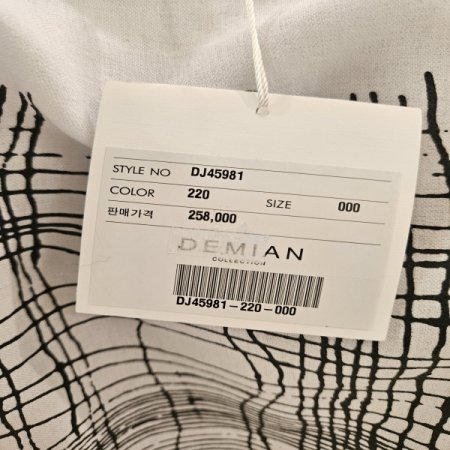 STYLE NO DJ45981
COLOR 220 SIZE 000
판매가격 258,000
DEMIAN
COLLECTION
DJ45981-220-000